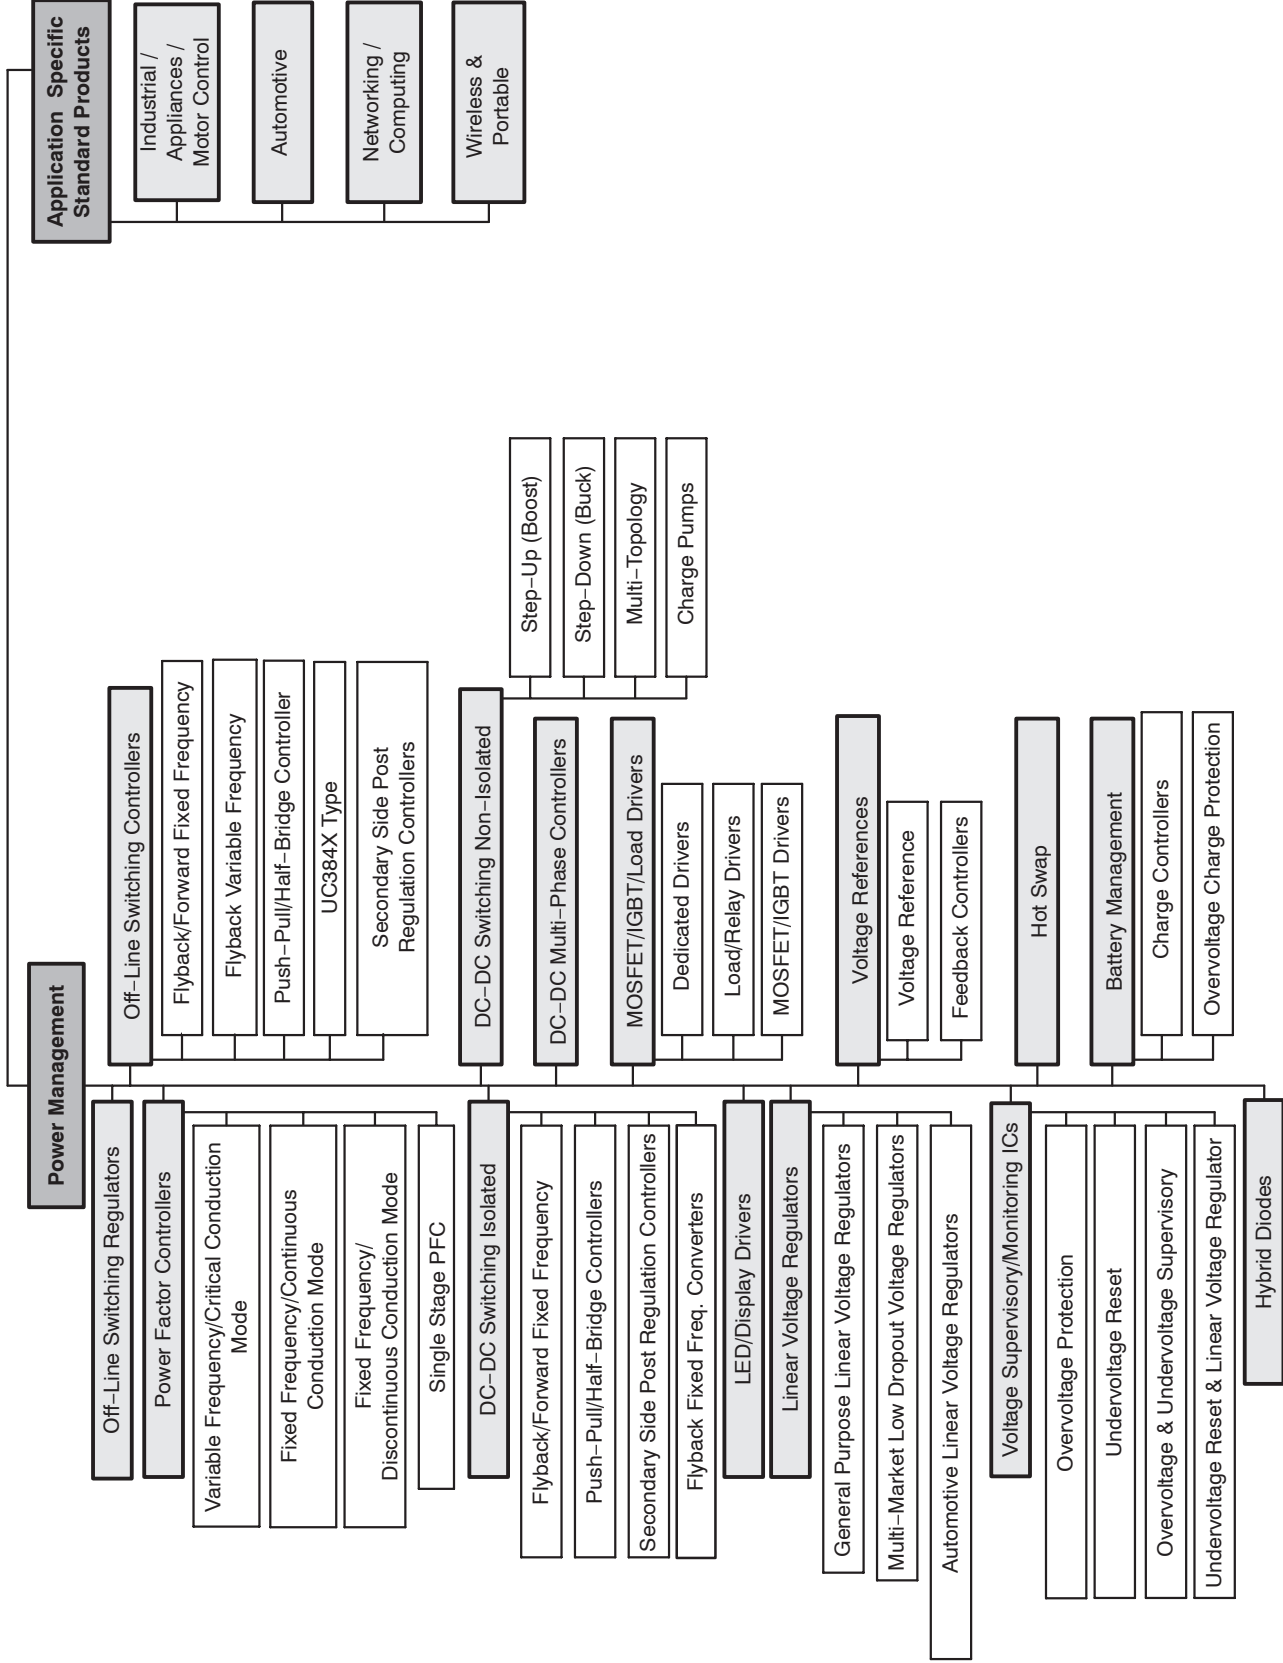 Power Management
Off−Line Switching Regulators
Power Factor Controllers
Variable Frequency/Critical Conduction
Mode
Fixed Frequency/Continuous
Conduction Mode
Fixed Frequency/
Discontinuous Conduction Mode
Single Stage PFC
DC−DC Switching Isolated
Flyback/Forward Fixed Frequency
Push−Pull/Half−Bridge Controllers
Secondary Side Post Regulation Controllers
Flyback Fixed Freq. Converters
LED/Display Drivers
Linear Voltage Regulators
General Purpose Linear Voltage Regulators
Multi−Market Low Dropout Voltage Regulators
Automotive Linear Voltage Regulators
Voltage Supervisory/Monitoring ICs
Overvoltage Protection
Undervoltage Reset
Overvoltage & Undervoltage Supervisory
Undervoltage Reset & Linear Voltage Regulator
Hybrid Diodes
Off−Line Switching Controllers
Flyback/Forward Fixed Frequency
Flyback Variable Frequency
Push−Pull/Half−Bridge Controller
UC384X Type
Secondary Side Post
Regulation Controllers
DC−DC Switching Non−Isolated
Step−Up (Boost)
Step−Down (Buck)
Multi−Topology
Charge Pumps
DC−DC Multi−Phase Controllers
MOSFET/IGBT/Load Drivers
Dedicated Drivers
Load/Relay Drivers
MOSFET/IGBT Drivers
Voltage References
Voltage Reference
Feedback Controllers
Hot Swap
Battery Management
Charge Controllers
Overvoltage Charge Protection
Application Specific
Standard Products
Industrial /
Appliances /
Motor Control
Automotive
Networking /
Computing
Wireless &
Portable